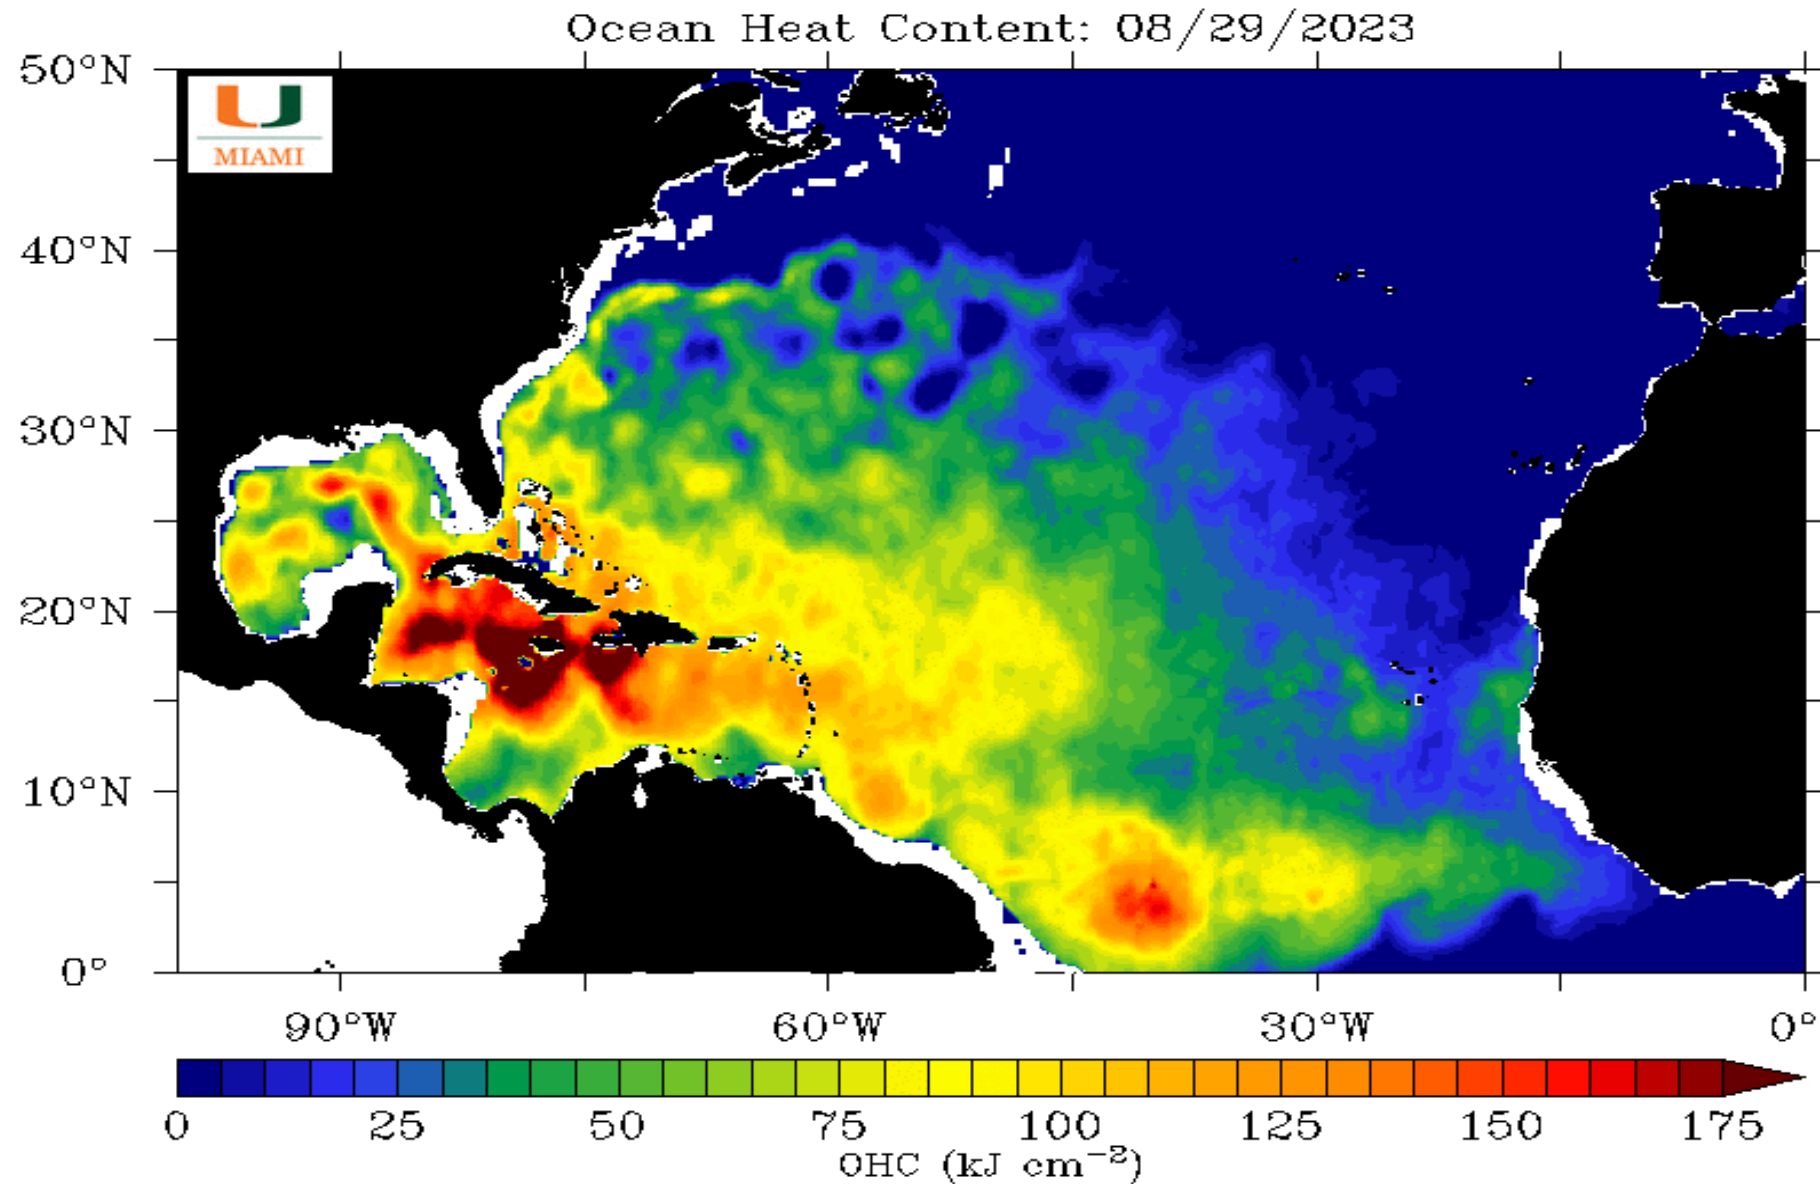 Ocean Heat Content: 08/29/2023
50°N
MIAMI
40°N
30°N
20°N
10°N
0°
90°W 60°W 30°W 0°
0 25 50 75 100 125 150 175
OHC (kJ cm⁻²)